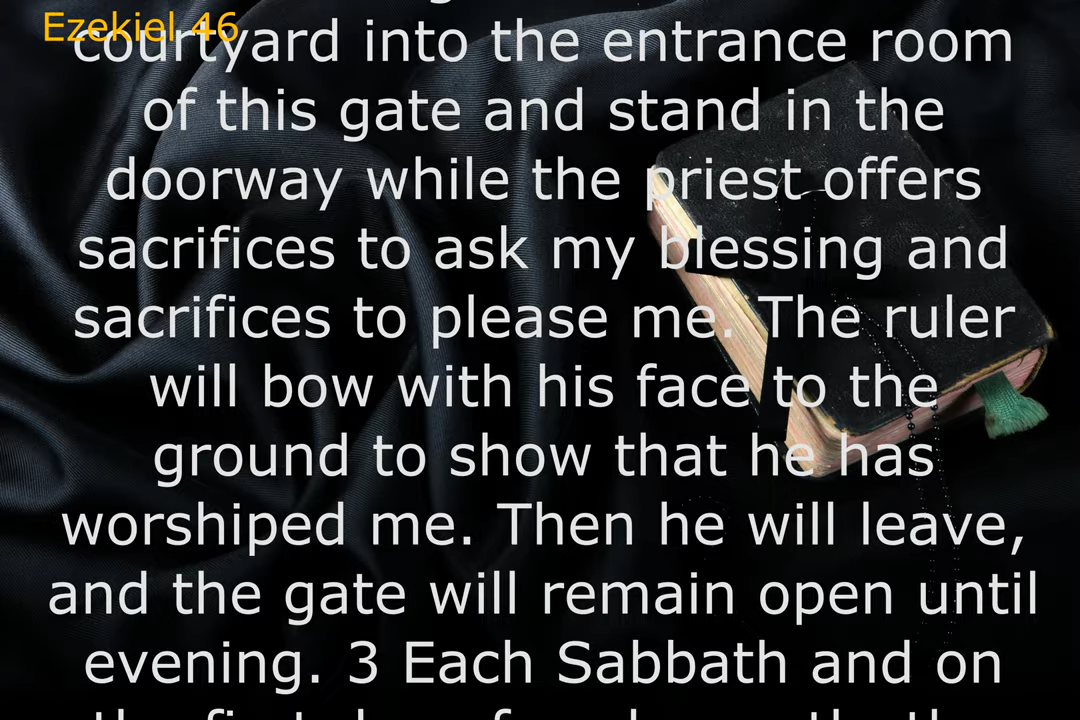 Ezekiel 46
courtyard into the entrance room
of this gate and stand in the
doorway while the priest offers
sacrifices to ask my blessing and
sacrifices to please me. The ruler
will bow with his face to the
ground to show that he has
worshiped me. Then he will leave,
and the gate will remain open until
evening. 3 Each Sabbath and on